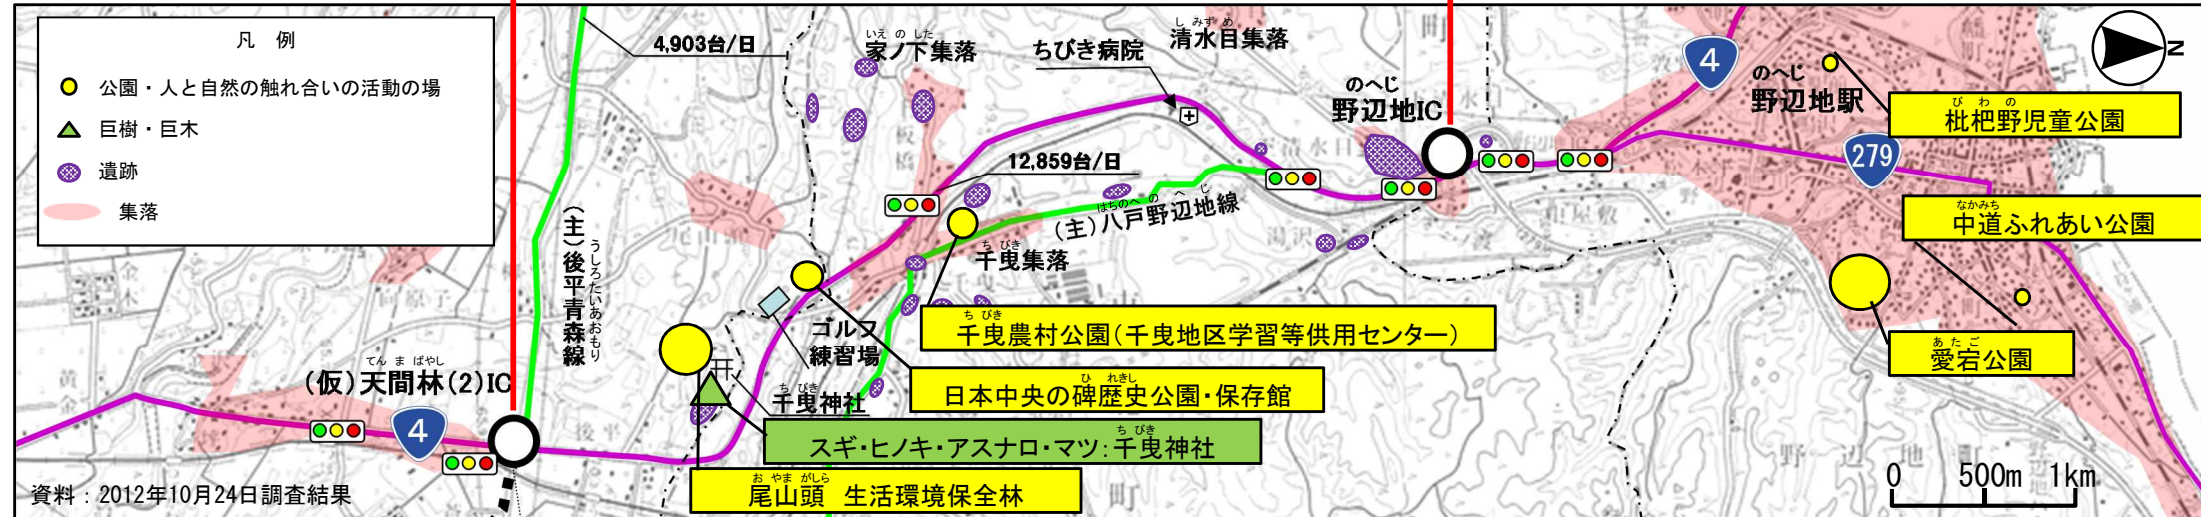 凡 例
公園・人と自然の触れ合いの活動の場
巨樹・巨木
遺跡
集落
4,903台/日
いえ の した
家ノ下集落
ちびき病院
し みず め
清水目集落
のへじ
野辺地IC
4
のへじ
野辺地駅
N
び わ の
枇杷野児童公園
279
なかみち
中道ふれあい公園
あたご
愛宕公園
12,859台/日
はちのへ の へ じ
(主)八戸野辺地線
ち びき
千曳集落
ち びき
千曳農村公園(千曳地区学習等供用センター)
ひ れきし
日本中央の碑歴史公園・保存館
ゴルフ
練習場
ち びき
千曳神社
ち びき
スギ・ヒノキ・アスナロ・マツ:千曳神社
お やま がしら
尾山頭 生活環境保全林
(主)後平青森線
うしろたいあおもり
てん ま ばやし
(仮)天間林(2)IC
4
資料:2012年10月24日調査結果
0 500m 1km